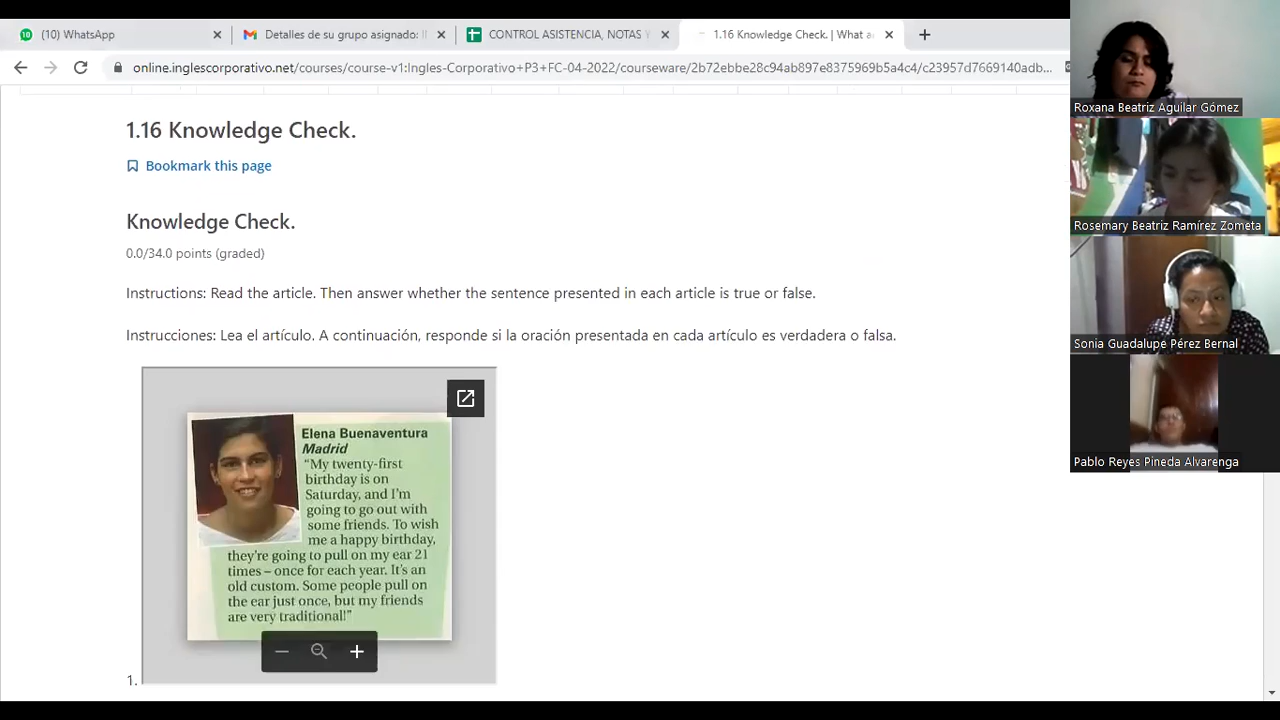 (10) WhatsApp
Detalles de su grupo asignado: I
CONTROL ASISTENCIA, NOTAS Y
1.16 Knowledge Check. | What a
online.inglescorporativo.net/courses/course-v1:Ingles-Corporativo+P3+FC-04-2022/courseware/2b72ebbe28c94ab897e8375969b5a4c4/c23957d7669140adb...
1.16 Knowledge Check.
Bookmark this page
Knowledge Check.
0.0/34.0 points (graded)
Instructions: Read the article. Then answer whether the sentence presented in each article is true or false.
Instrucciones: Lea el artículo. A continuación, responde si la oración presentada en cada artículo es verdadera o falsa.
Elena Buenaventura
Madrid
"My twenty-first
birthday is on
Saturday, and I'm
going to go out with
some friends. To wish
me a happy birthday,
they're going to pull on my ear 21
times – once for each year. It's an
old custom. Some people pull on
the ear just once, but my friends
are very traditional!"
1.
Roxana Beatriz Aguilar Gómez
Rosemary Beatriz Ramírez Zometa
Sonia Guadalupe Pérez Bernal
Pablo Reyes Pineda Alvarenga